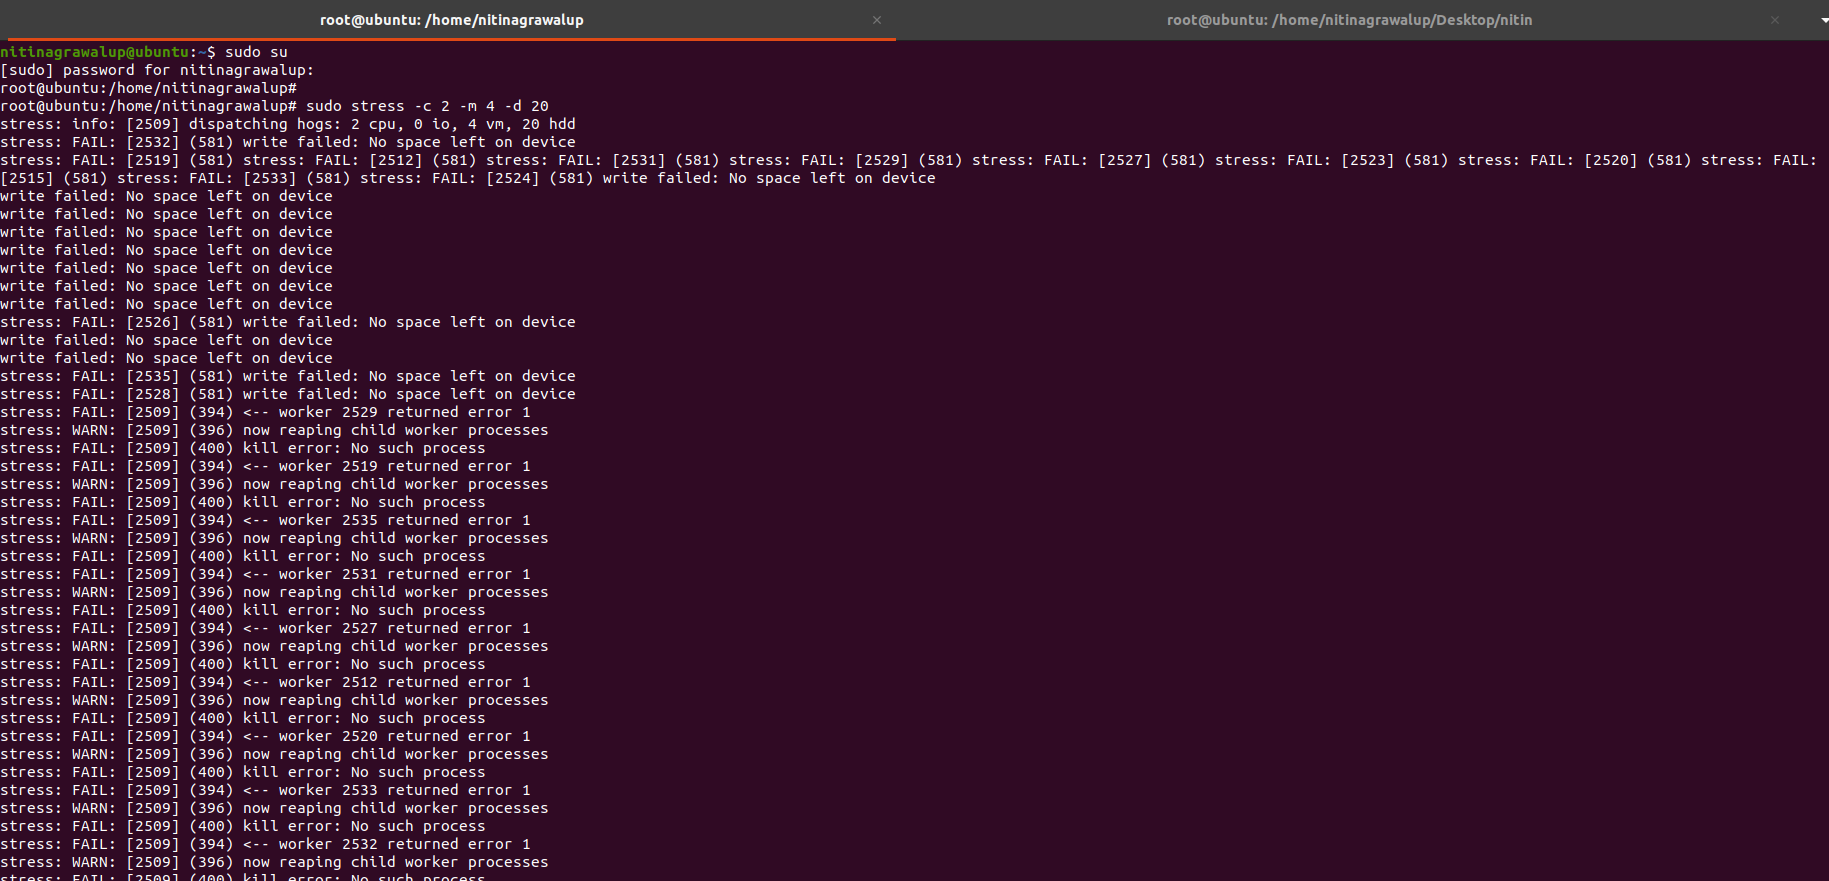 root@ubuntu: /home/nitinagrawalup
root@ubuntu: /home/nitinagrawalup/Desktop/nitin
nitinagrawalup@ubuntu:~$ sudo su
[sudo] password for nitinagrawalup:
root@ubuntu:/home/nitinagrawalup#
root@ubuntu:/home/nitinagrawalup# sudo stress -c 2 -m 4 -d 20
stress: info: [2509] dispatching hogs: 2 cpu, 0 io, 4 vm, 20 hdd
stress: FAIL: [2532] (581) write failed: No space left on device
stress: FAIL: [2519] (581) stress: FAIL: [2512] (581) stress: FAIL: [2531] (581) stress: FAIL: [2529] (581) stress: FAIL: [2527] (581) stress: FAIL: [2523] (581) stress: FAIL: [2520] (581) stress: FAIL:
[2515] (581) stress: FAIL: [2533] (581) stress: FAIL: [2524] (581) write failed: No space left on device
write failed: No space left on device
write failed: No space left on device
write failed: No space left on device
write failed: No space left on device
write failed: No space left on device
write failed: No space left on device
write failed: No space left on device
stress: FAIL: [2526] (581) write failed: No space left on device
write failed: No space left on device
write failed: No space left on device
stress: FAIL: [2535] (581) write failed: No space left on device
stress: FAIL: [2528] (581) write failed: No space left on device
stress: FAIL: [2509] (394) <-- worker 2529 returned error 1
stress: WARN: [2509] (396) now reaping child worker processes
stress: FAIL: [2509] (400) kill error: No such process
stress: FAIL: [2509] (394) <-- worker 2519 returned error 1
stress: WARN: [2509] (396) now reaping child worker processes
stress: FAIL: [2509] (400) kill error: No such process
stress: FAIL: [2509] (394) <-- worker 2535 returned error 1
stress: WARN: [2509] (396) now reaping child worker processes
stress: FAIL: [2509] (400) kill error: No such process
stress: FAIL: [2509] (394) <-- worker 2531 returned error 1
stress: WARN: [2509] (396) now reaping child worker processes
stress: FAIL: [2509] (400) kill error: No such process
stress: FAIL: [2509] (394) <-- worker 2527 returned error 1
stress: WARN: [2509] (396) now reaping child worker processes
stress: FAIL: [2509] (400) kill error: No such process
stress: FAIL: [2509] (394) <-- worker 2512 returned error 1
stress: WARN: [2509] (396) now reaping child worker processes
stress: FAIL: [2509] (400) kill error: No such process
stress: FAIL: [2509] (394) <-- worker 2520 returned error 1
stress: WARN: [2509] (396) now reaping child worker processes
stress: FAIL: [2509] (400) kill error: No such process
stress: FAIL: [2509] (394) <-- worker 2533 returned error 1
stress: WARN: [2509] (396) now reaping child worker processes
stress: FAIL: [2509] (400) kill error: No such process
stress: FAIL: [2509] (394) <-- worker 2532 returned error 1
stress: WARN: [2509] (396) now reaping child worker processes
stress: FAIL: [2509] (400) kill error: No such process